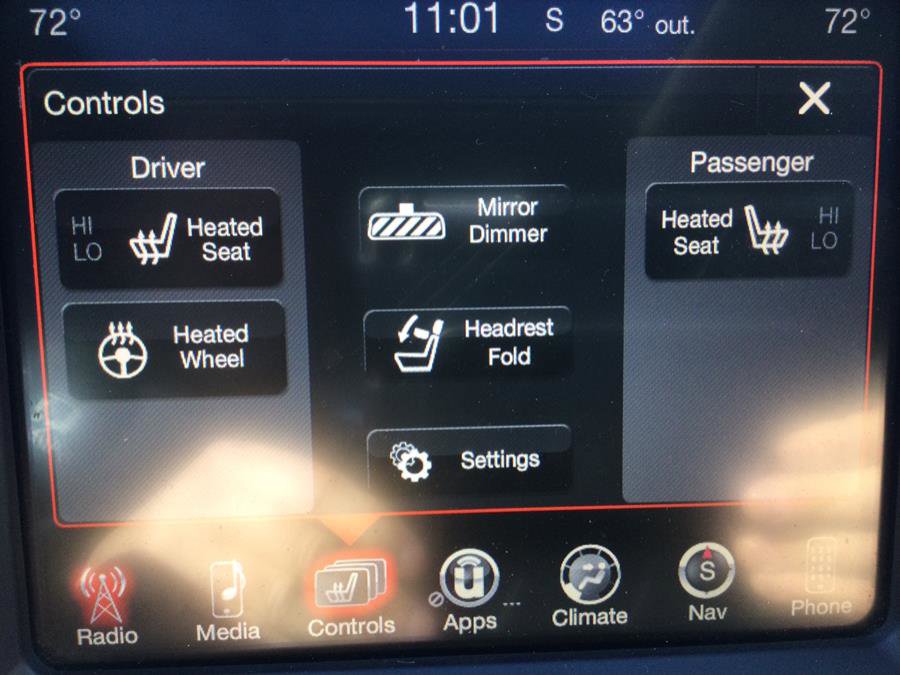 72° 11:01 S 63° out. 72°
Controls X
Driver
HI
LO
Heated
Seat
Heated
Wheel
Mirror
Dimmer
Headrest
Fold
Settings
Passenger
Heated
Seat
HI
LO
Radio
Media
Controls
u
Apps
...
Climate
S
Nav
Phone